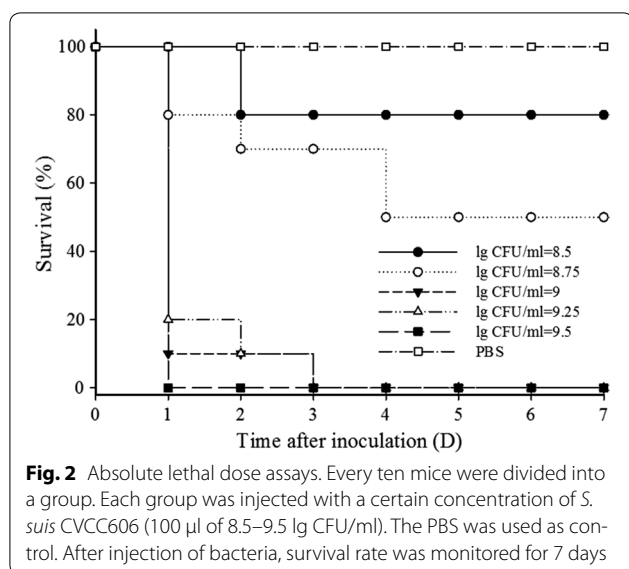 100
80
60
40
20
0
Survival (%)
lg CFU/ml=8.5
lg CFU/ml=8.75
lg CFU/ml=9
lg CFU/ml=9.25
lg CFU/ml=9.5
PBS
0 1 2 3 4 5 6 7
Time after inoculation (D)
Fig. 2 Absolute lethal dose assays. Every ten mice were divided into
a group. Each group was injected with a certain concentration of S.
suis CVCC606 (100 μl of 8.5–9.5 lg CFU/ml). The PBS was used as con-
trol. After injection of bacteria, survival rate was monitored for 7 days